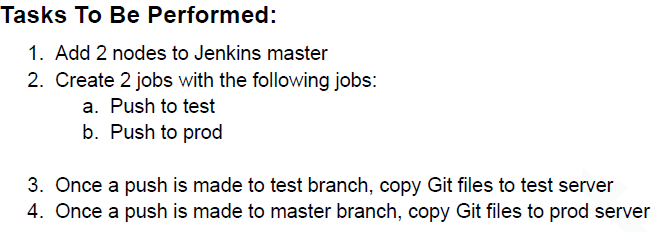 Tasks To Be Performed:
1. Add 2 nodes to Jenkins master
2. Create 2 jobs with the following jobs:
a. Push to test
b. Push to prod
3. Once a push is made to test branch, copy Git files to test server
4. Once a push is made to master branch, copy Git files to prod server